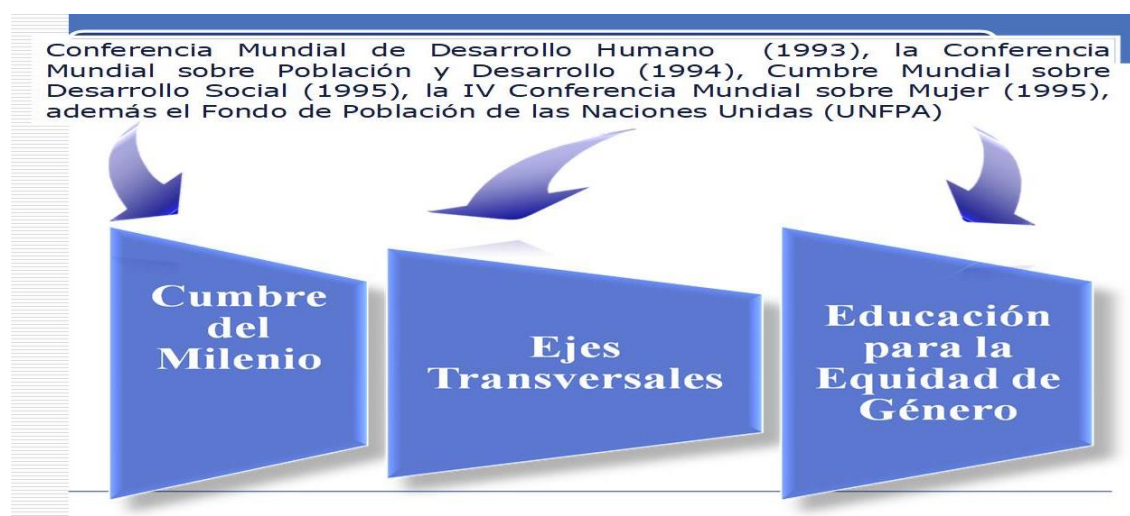 Conferencia Mundial de Desarrollo Humano (1993), la Conferencia
Mundial sobre Población y Desarrollo (1994), Cumbre Mundial sobre
Desarrollo Social (1995), la IV Conferencia Mundial sobre Mujer (1995),
además el Fondo de Población de las Naciones Unidas (UNFPA)
Cumbre
del
Milenio
Ejes
Transversales
Educación
para la
Equidad de
Género